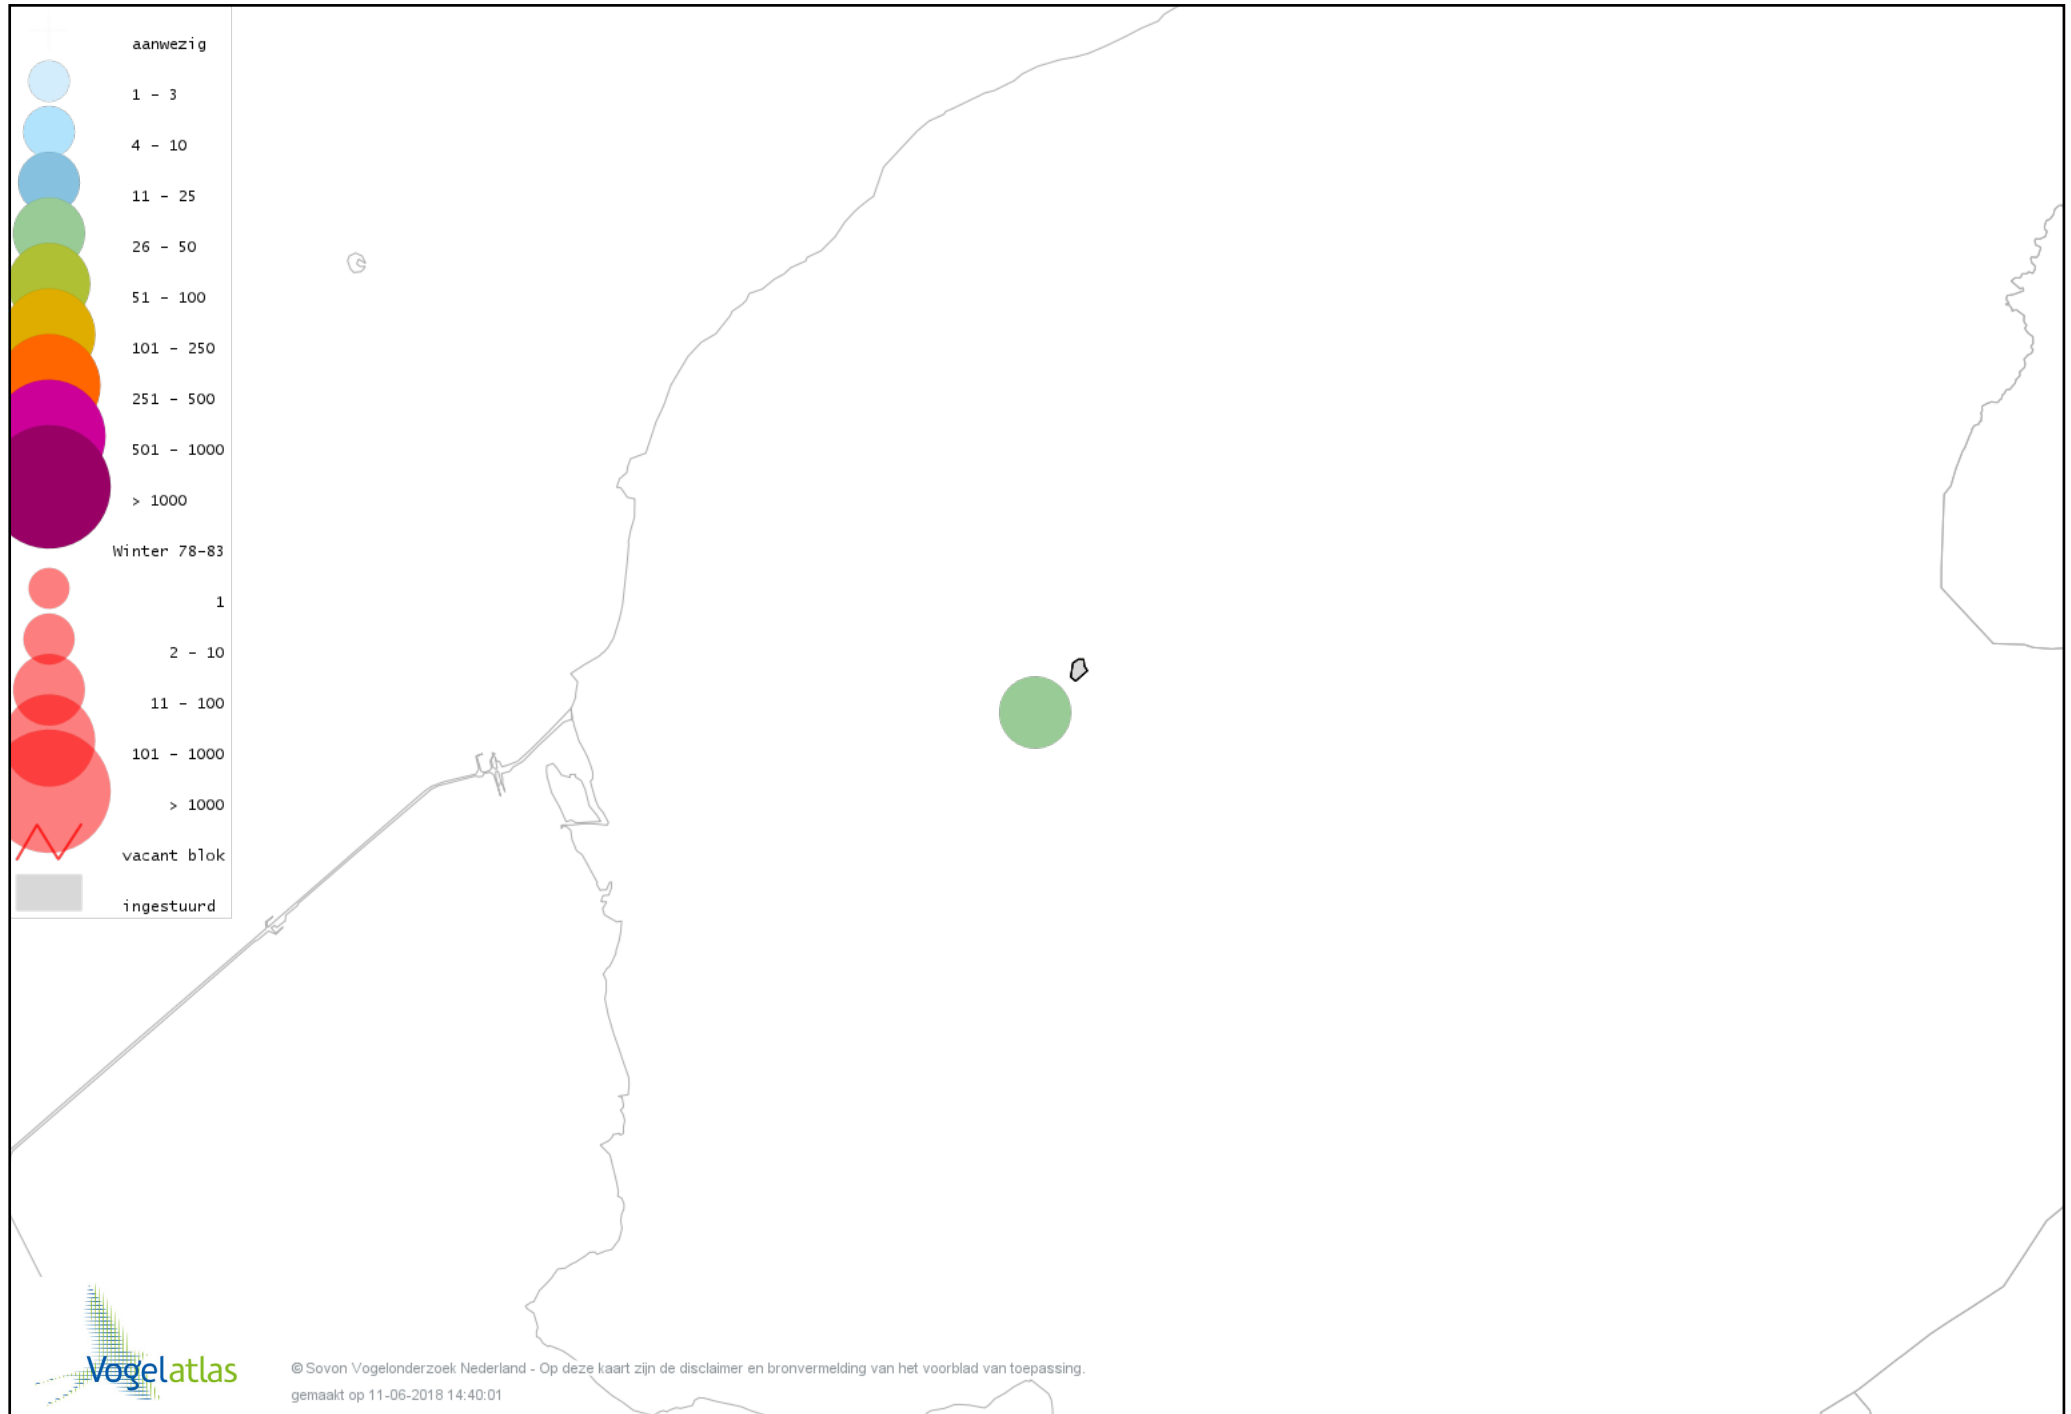 aanwezig
1 - 3
4 - 10
11 - 25
26 - 50
51 - 100
101 - 250
251 - 500
501 - 1000
> 1000
Winter 78-83
1
2 - 10
11 - 100
101 - 1000
> 1000
vacant blok
ingestuurd
Vogelatlas
© Sovon Vogelonderzoek Nederland - Op deze kaart zijn de disclaimer en bronvermelding van het voorblad van toepassing.
gemaakt op 11-06-2018 14:40:01